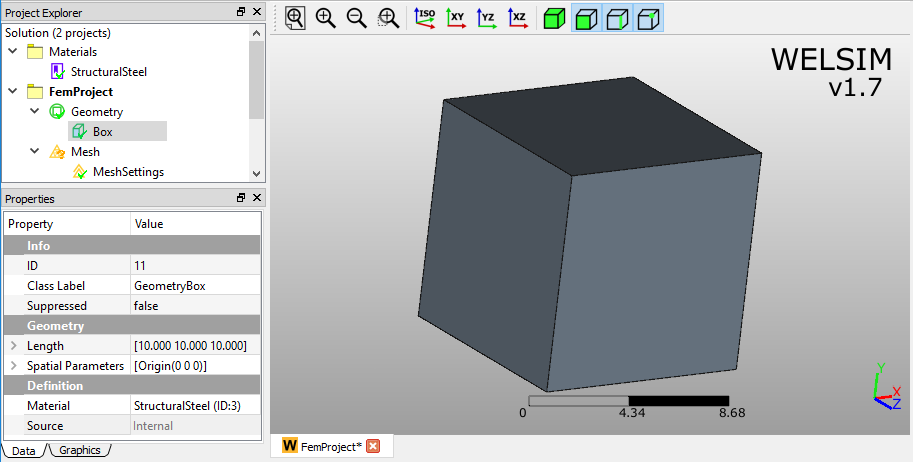 Project Explorer
Solution (2 projects)
Materials
StructuralSteel
FemProject
Geometry
Box
Mesh
MeshSettings
Properties
Property Value
Info
ID 11
Class Label GeometryBox
Suppressed false
Geometry
Length [10.000 10.000 10.000]
Spatial Parameters [Origin(0 0 0)]
Definition
Material StructuralSteel (ID:3)
Source Internal
Data Graphics
ISO XY YZ XZ
WELSIM
v1.7
0 4.34 8.68
Y
X
Z
W FemProject*